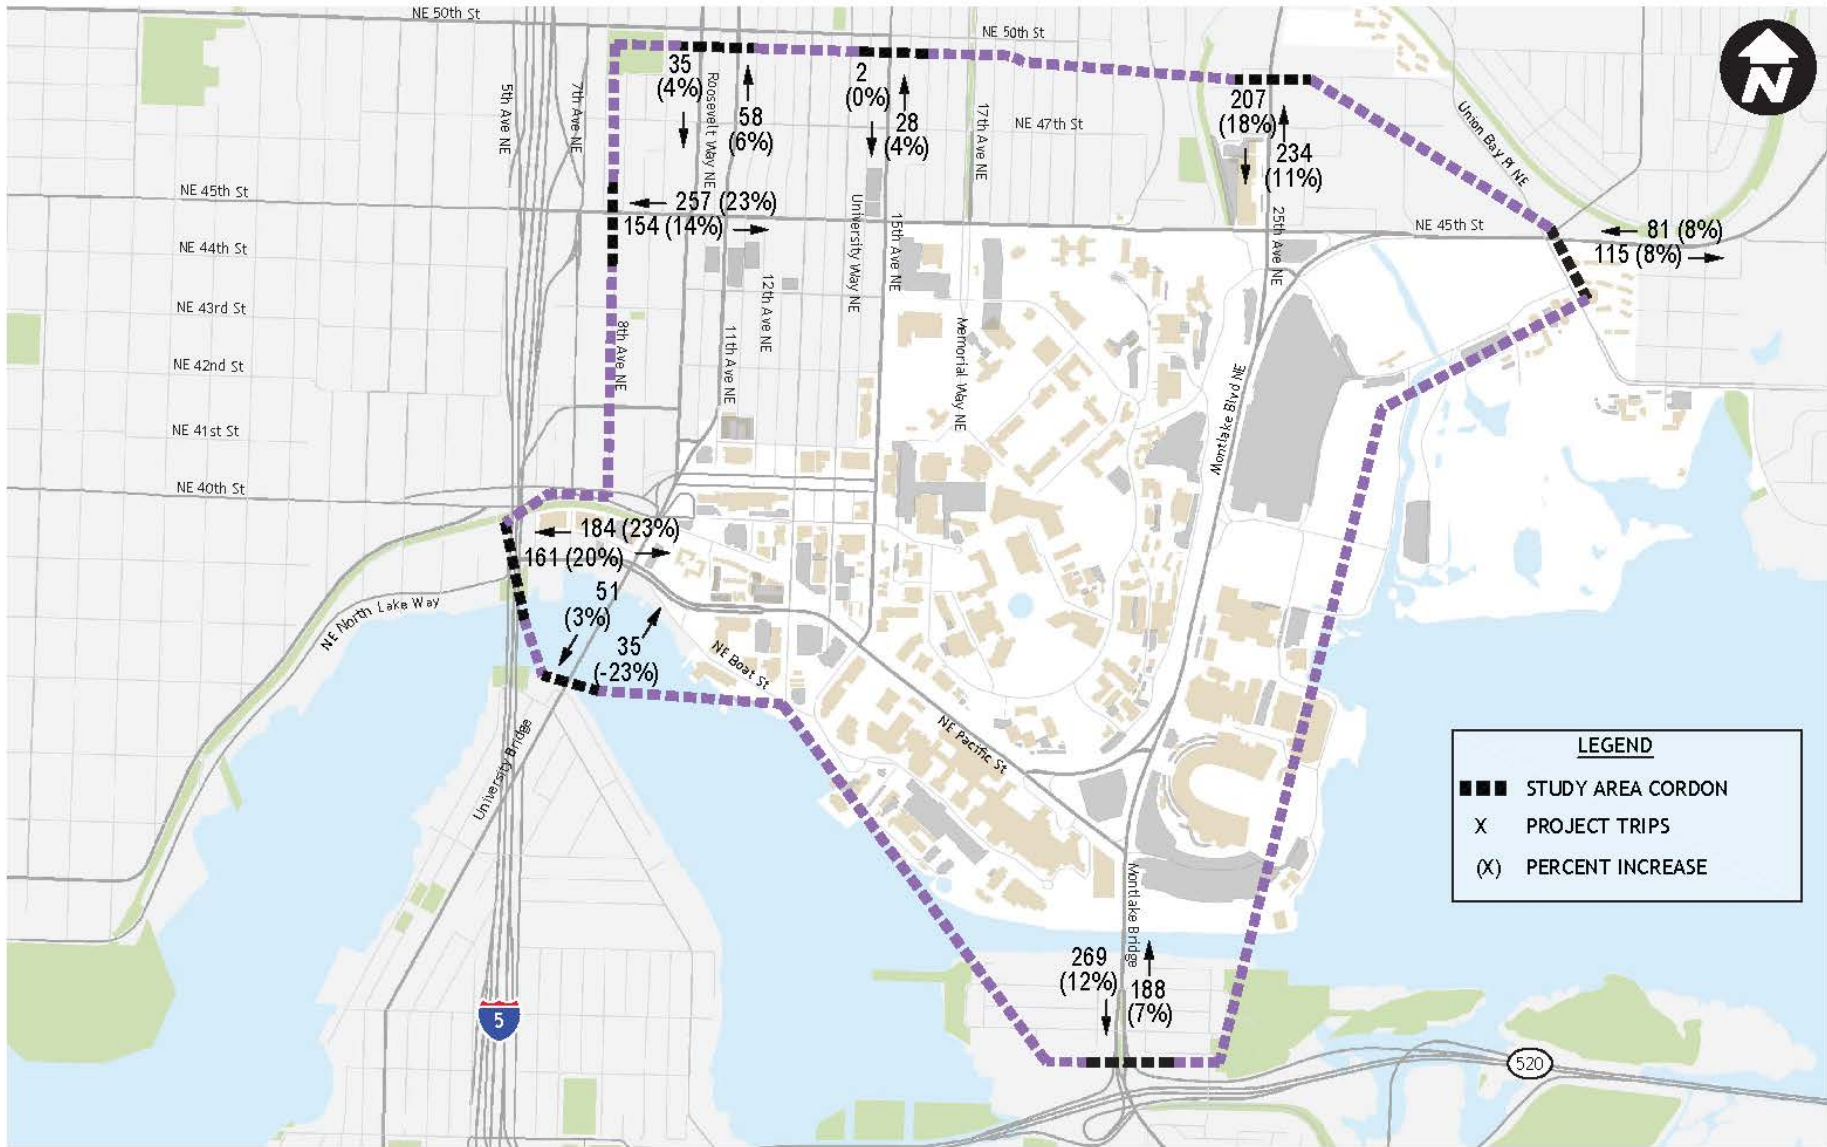 NE 50th St
NE 50th St
N
35
(4%)
58
(6%)
2
(0%)
28
(4%)
207
(18%)
234
(11%)
5th Ave NE
7th Ave NE
Roosevelt Way NE
17th Ave NE
NE 47th St
Union Bay Pl NE
NE 45th St
257 (23%)
154 (14%)
University Way NE
15th Ave NE
25th Ave NE
NE 45th St
81 (8%)
115 (8%)
NE 44th St
12th Ave NE
NE 43rd St
8th Ave NE
11th Ave NE
Memorial Way NE
NE 42nd St
Montlake Blvd NE
NE 41st St
NE 40th St
184 (23%)
161 (20%)
51
(3%)
35
(-23%)
NE North Lake Way
NE Boat St
University Bridge
NE Pacific St
LEGEND
STUDY AREA CORDON
X PROJECT TRIPS
(X) PERCENT INCREASE
Montlake Bridge
269
(12%)
188
(7%)
5
520